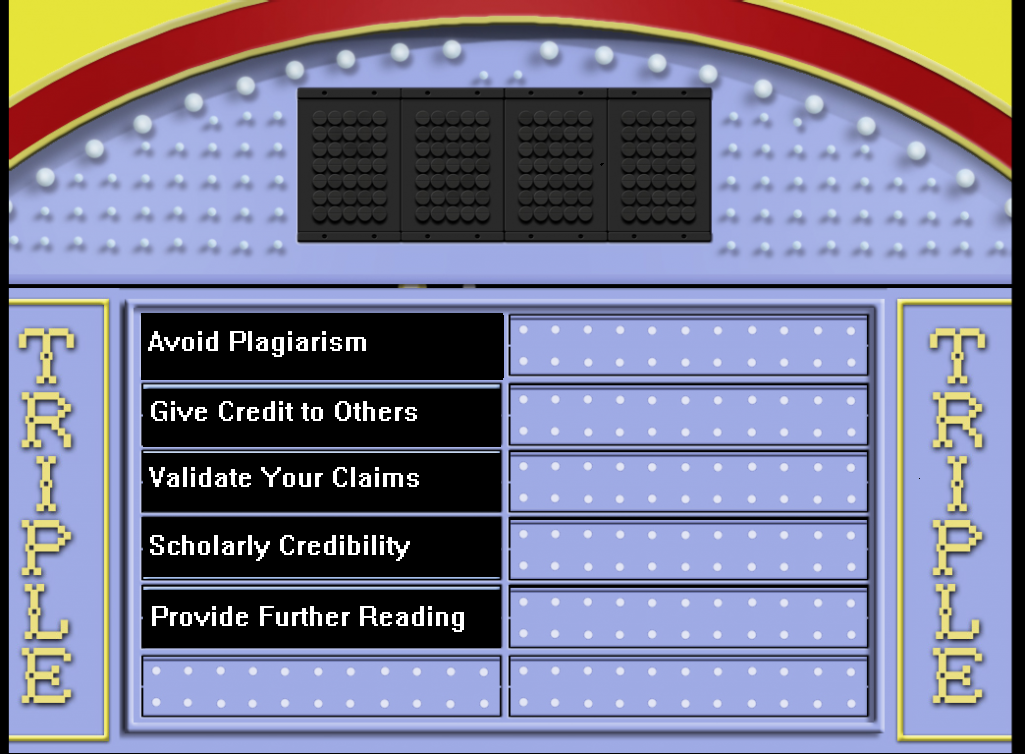 TRIPLE
Avoid Plagiarism
Give Credit to Others
Validate Your Claims
Scholarly Credibility
Provide Further Reading
TRIPLE